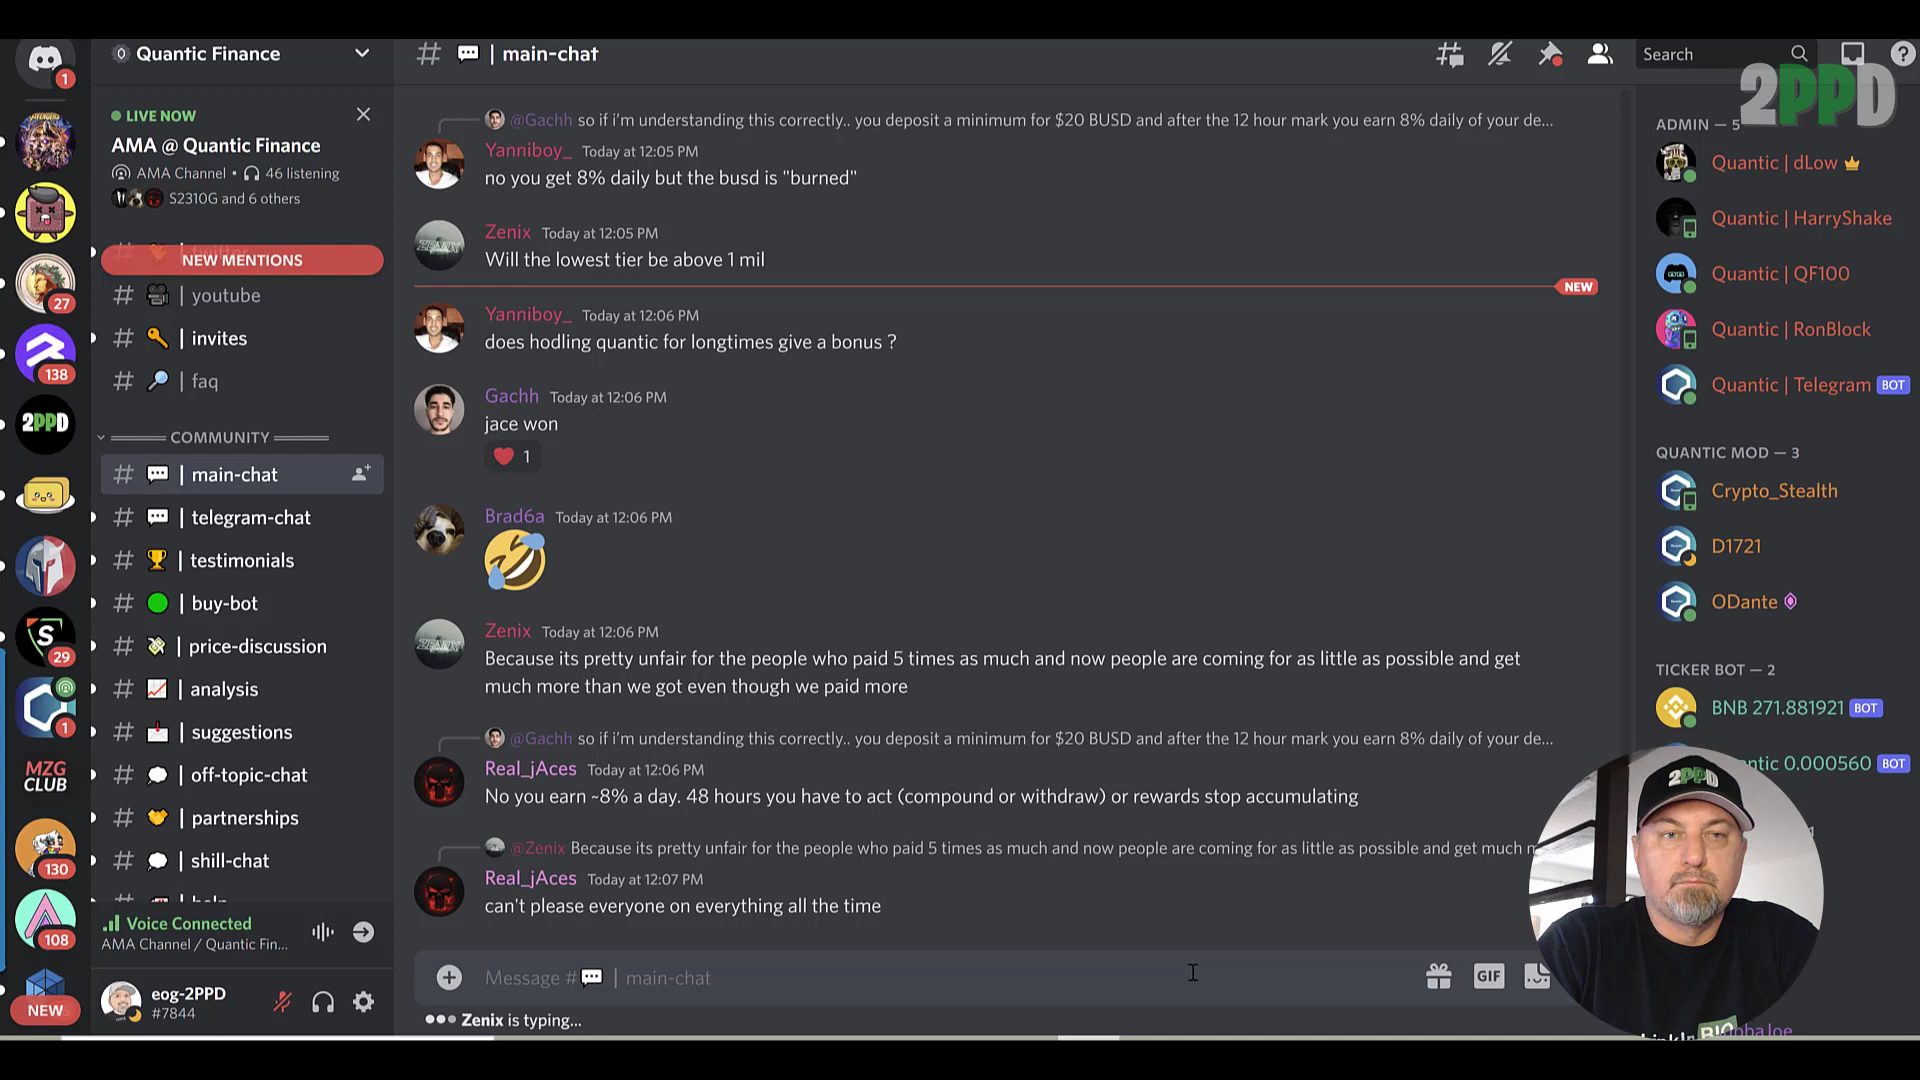 Quantic Finance
| main-chat
Search
2PPD
LIVE NOW
AMA @ Quantic Finance
AMA Channel • 46 listening
S2310G and 6 others
NEW MENTIONS
# | youtube
# | invites
# | faq
COMMUNITY
# | main-chat
# | telegram-chat
# | testimonials
# | buy-bot
# | price-discussion
# | analysis
# | suggestions
# | off-topic-chat
# | partnerships
# | shill-chat
Voice Connected
AMA Channel / Quantic Fin...
eog-2PPD
#7844
1
27
138
2PPD
S
29
1
MZG
CLUB
130
108
NEW
@Gachh so if i'm understanding this correctly.. you deposit a minimum for $20 BUSD and after the 12 hour mark you earn 8% daily of your de...
Yanniboy_ Today at 12:05 PM
no you get 8% daily but the busd is "burned"
Zenix Today at 12:05 PM
Will the lowest tier be above 1 mil
NEW
Yanniboy_ Today at 12:06 PM
does hodling quantic for longtimes give a bonus ?
Gachh Today at 12:06 PM
jace won
1
Brad6a Today at 12:06 PM
Zenix Today at 12:06 PM
Because its pretty unfair for the people who paid 5 times as much and now people are coming for as little as possible and get
much more than we got even though we paid more
@Gachh so if i'm understanding this correctly.. you deposit a minimum for $20 BUSD and after the 12 hour mark you earn 8% daily of your de...
Real_jAces Today at 12:06 PM
No you earn ~8% a day. 48 hours you have to act (compound or withdraw) or rewards stop accumulating
@Zenix Because its pretty unfair for the people who paid 5 times as much and now people are coming for as little as possible and get much
Real_jAces Today at 12:07 PM
can't please everyone on everything all the time
Message # | main-chat
GIF
Zenix is typing...
ADMIN — 5
Quantic | dLow
Quantic | HarryShake
Quantic | QF100
Quantic | RonBlock
Quantic | Telegram BOT
QUANTIC MOD — 3
Crypto_Stealth
D1721
ODante
TICKER BOT — 2
BNB 271.881921 BOT
ntic 0.000560 BOT
2PPD